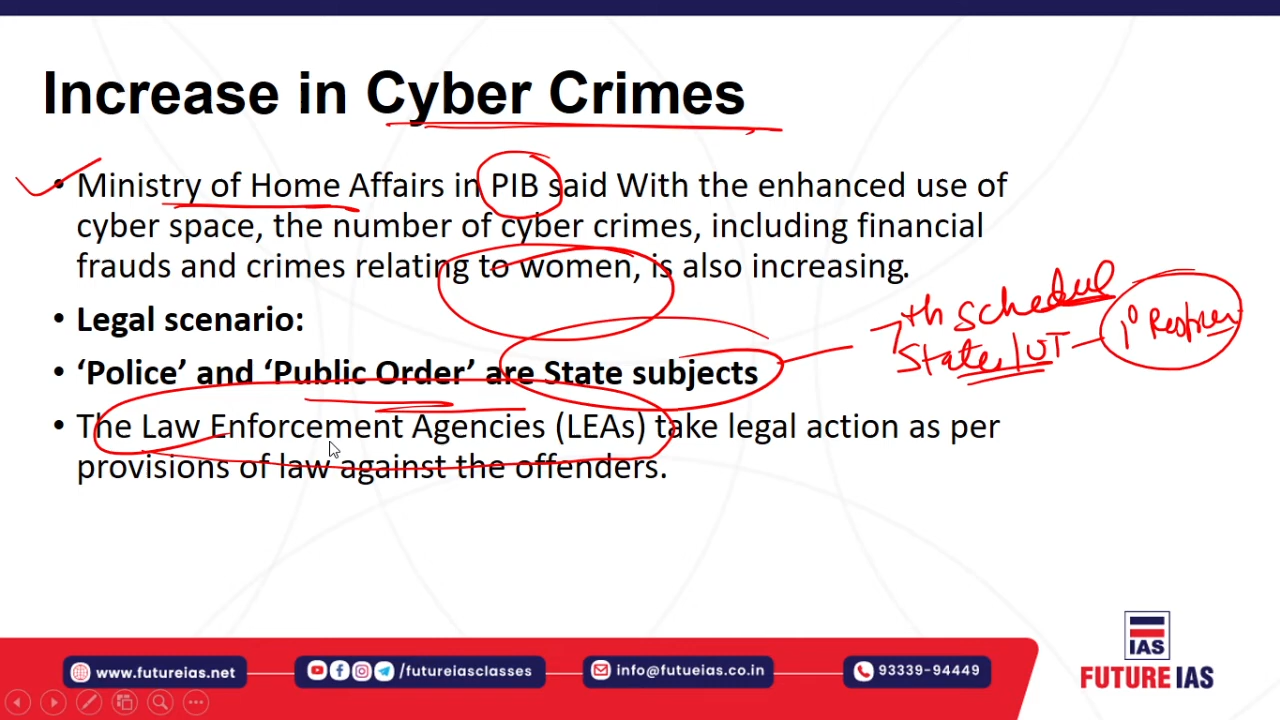 Increase in Cyber Crimes
• Ministry of Home Affairs in PIB said With the enhanced use of
cyber space, the number of cyber crimes, including financial
frauds and crimes relating to women, is also increasing.
• Legal scenario:
• ‘Police’ and ‘Public Order’ are State subjects
7th Schedul
States/UT
1°
• The Law Enforcement Agencies (LEAs) take legal action as per
provisions of law against the offenders.
www.futureias.net
/futureiasclasses
info@futueias.co.in
93339-94449
IAS
FUTURE IAS